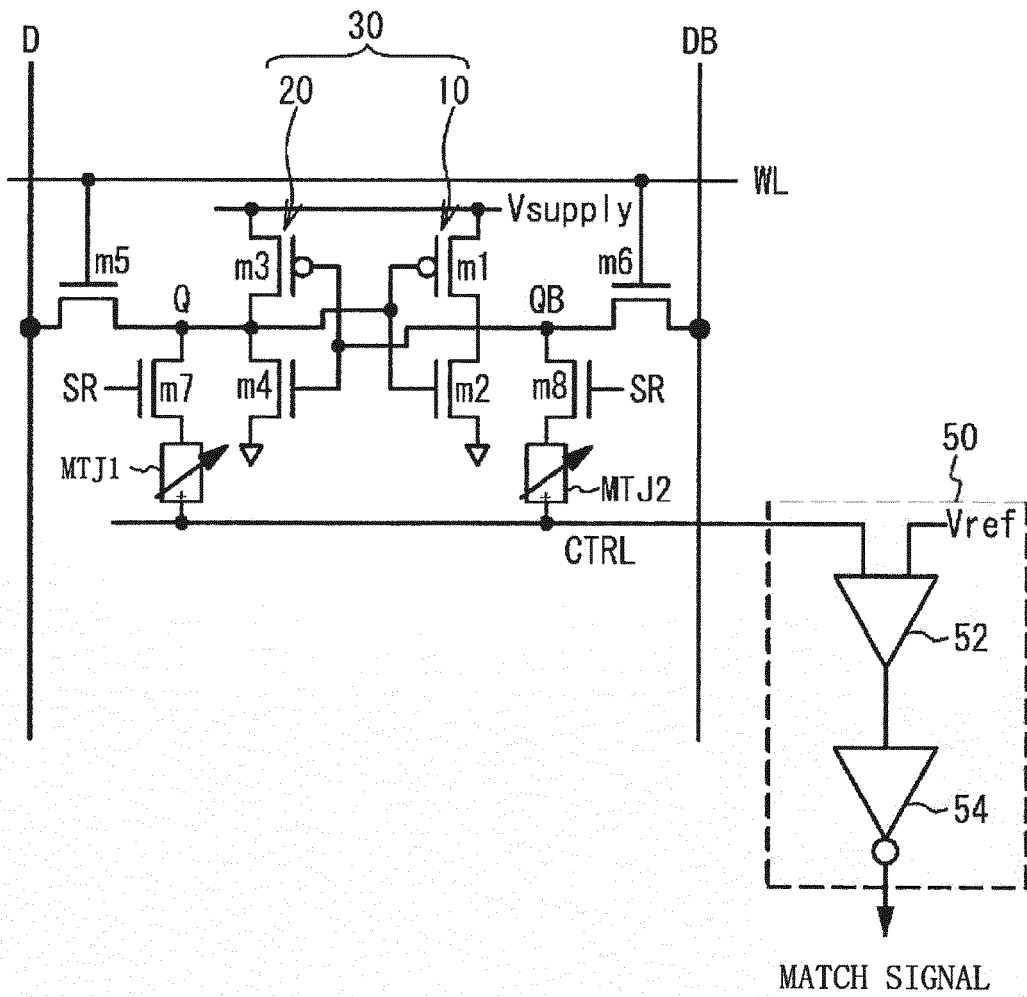 D
30
DB
20
10
WL
Vsupply
m5
m3
m1
m6
Q
QB
SR
m7
m4
m2
m8
SR
MTJ1
MTJ2
50
CTRL
Vref
52
54
MATCH SIGNAL